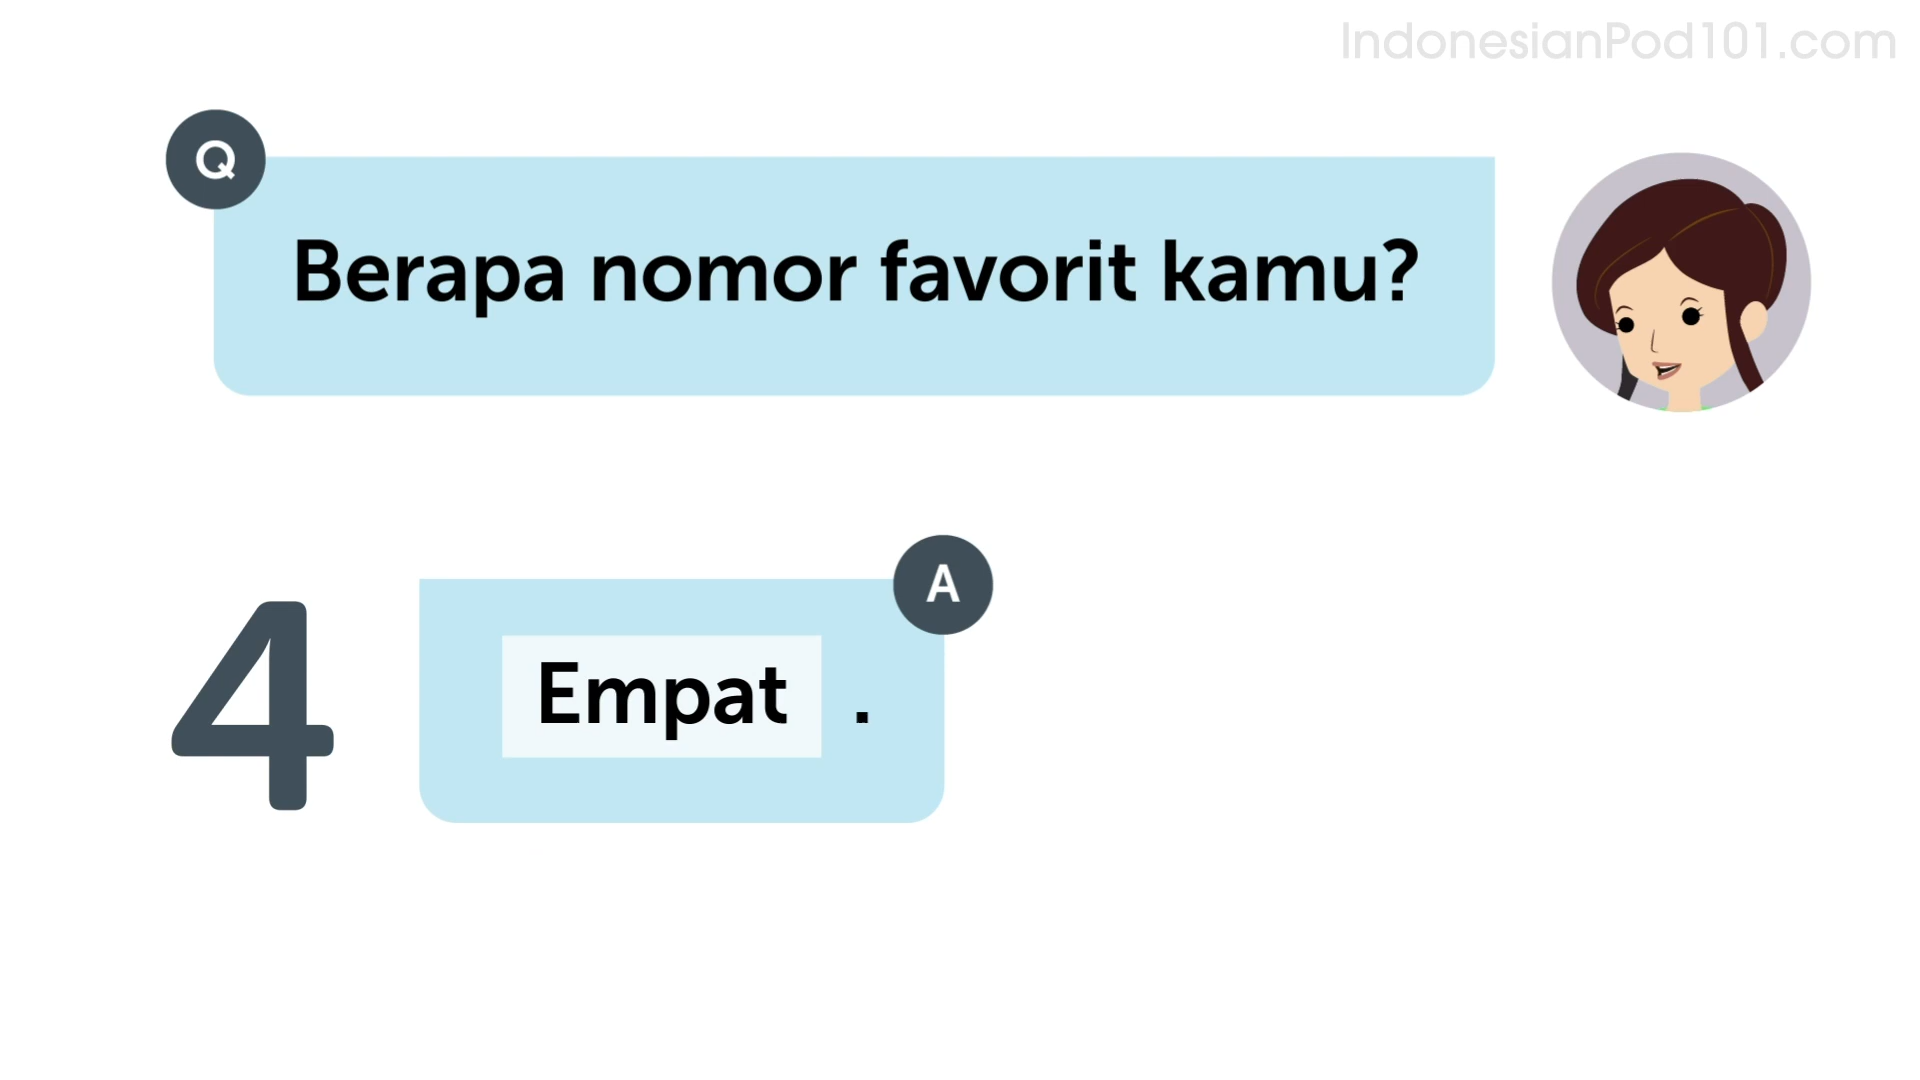 IndonesianPod101.com
Q
Berapa nomor favorit kamu?
A
4
Empat .